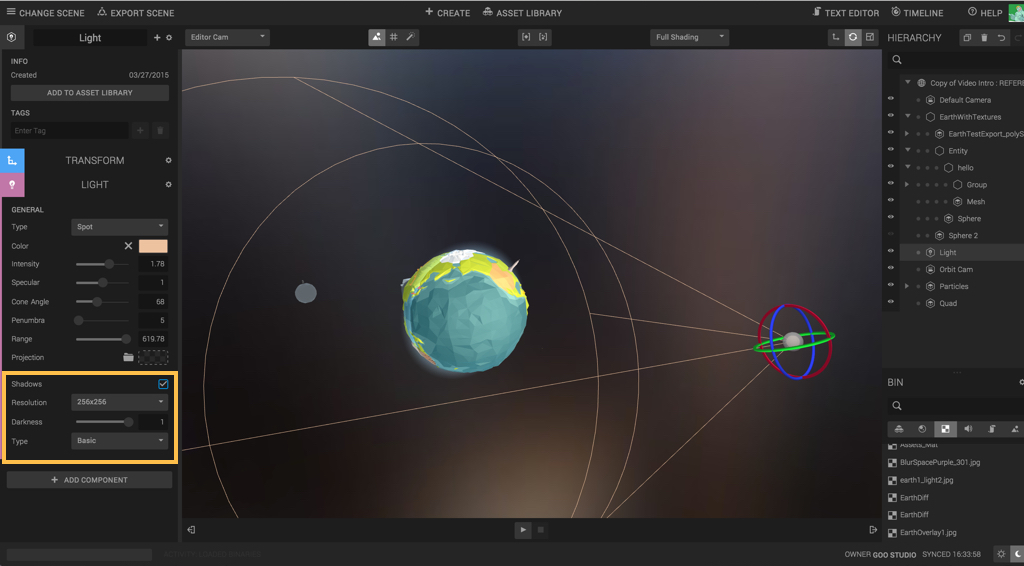 CHANGE SCENE EXPORT SCENE CREATE ASSET LIBRARY TEXT EDITOR TIMELINE HELP
Light
Editor Cam
Full Shading
HIERARCHY
INFO
Created 03/27/2015
ADD TO ASSET LIBRARY
TAGS
Enter Tag
TRANSFORM
LIGHT
GENERAL
Type Spot
Color
Intensity 1.78
Specular 1
Cone Angle 68
Penumbra 5
Range 619.78
Projection
Shadows
Resolution 256x256
Darkness 1
Type Basic
ADD COMPONENT
Copy of Video Intro : REFERE
Default Camera
EarthWithTextures
EarthTestExport_polyS
Entity
hello
Group
Mesh
Sphere
Sphere 2
Light
Orbit Cam
Particles
Quad
BIN
Assets_Mat
BlurSpacePurple_301.jpg
earth1_light2.jpg
EarthDiff
EarthDiff
EarthOverlay1.jpg
OWNER GOO STUDIO SYNCED 16:33:58